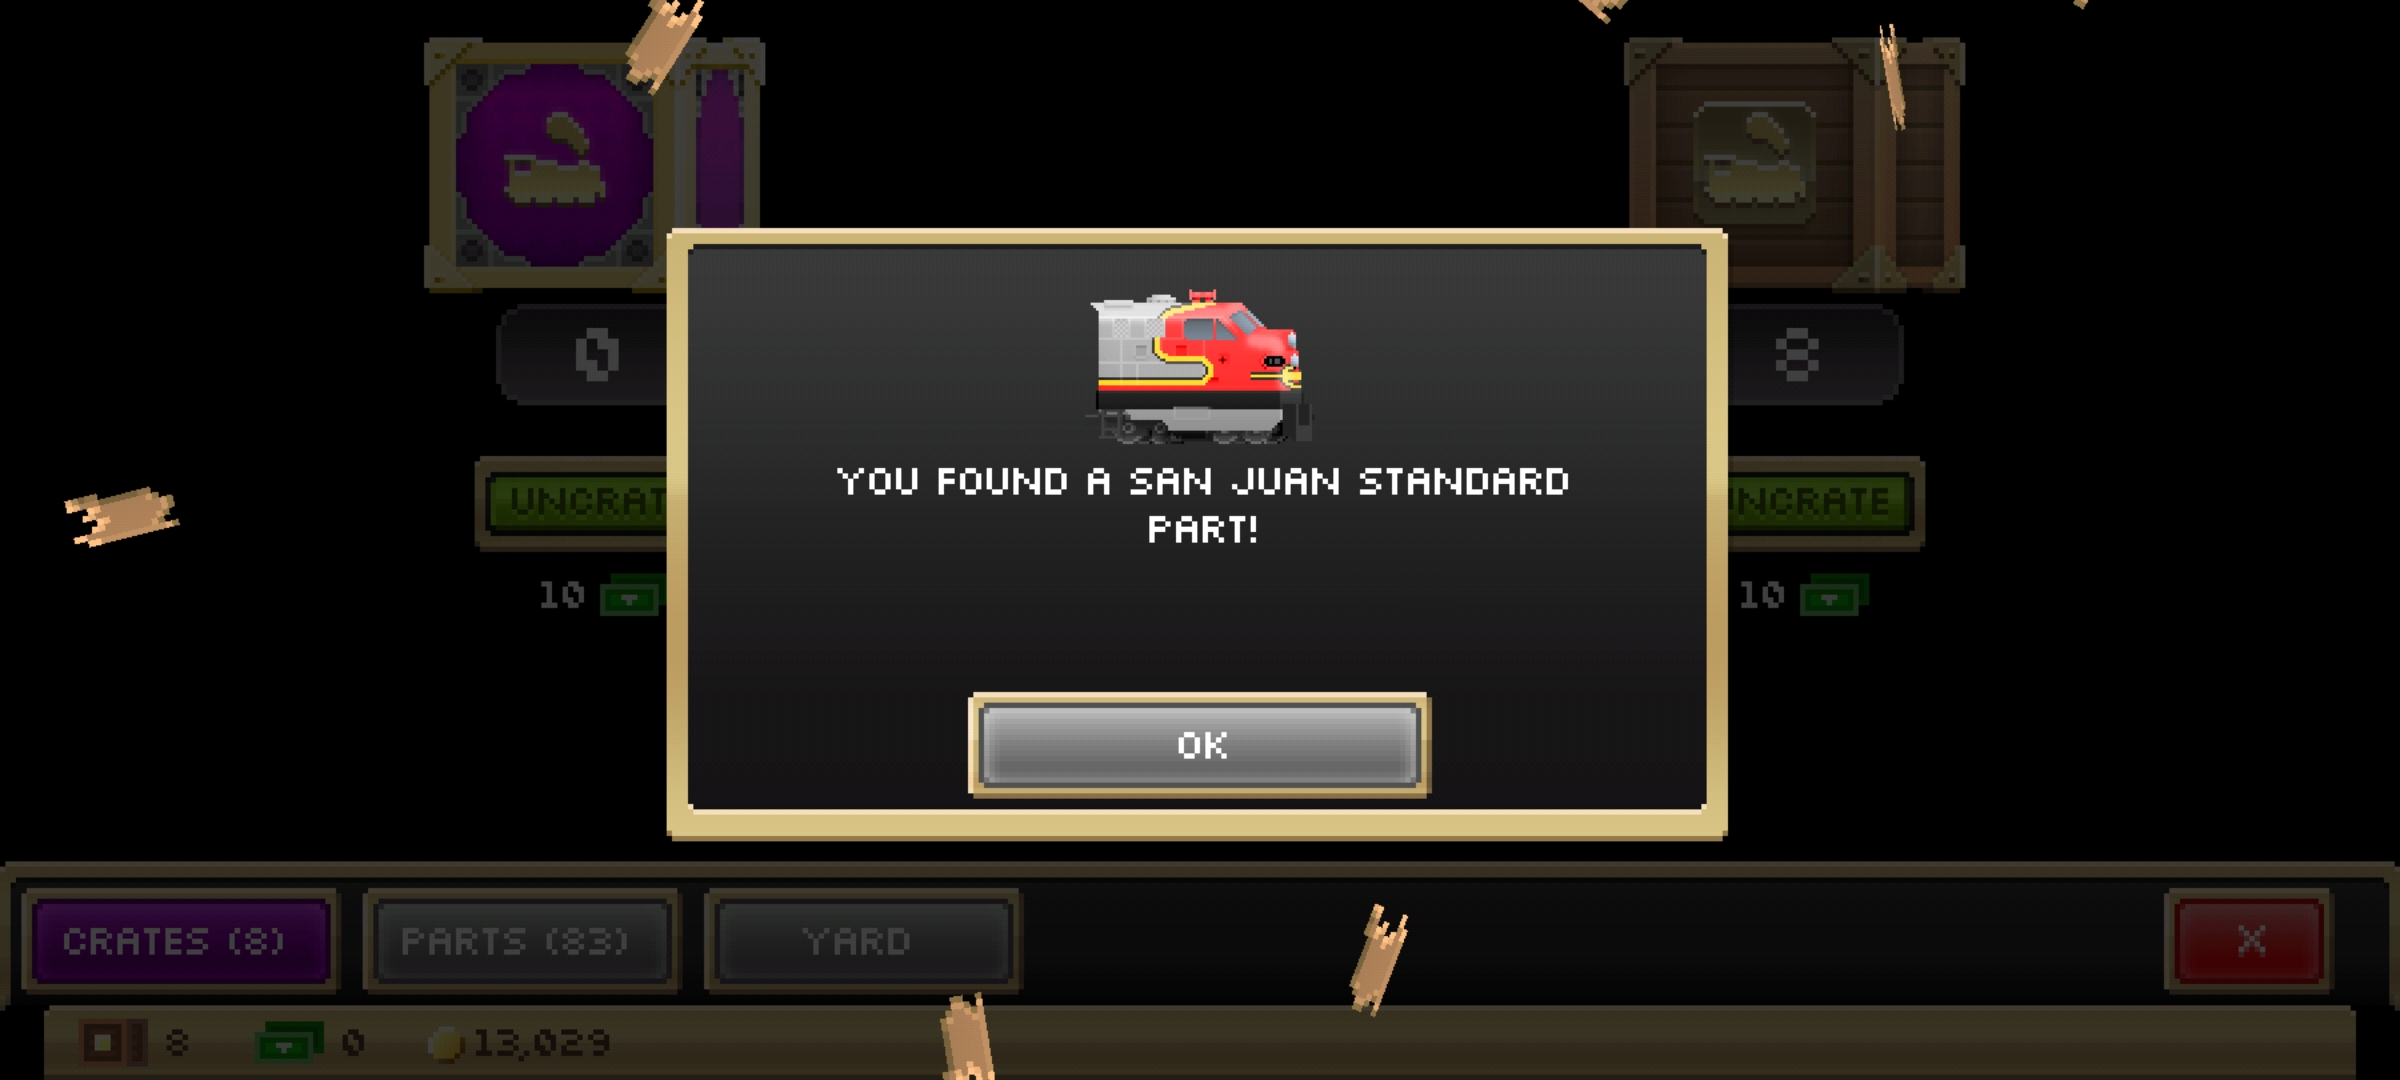 0
8
YOU FOUND A SAN JUAN STANDARD
PART!
UNCRAT
NCRATE
10
10
OK
CRATES (8)
PARTS (83)
YARD
X
8
0
13,029